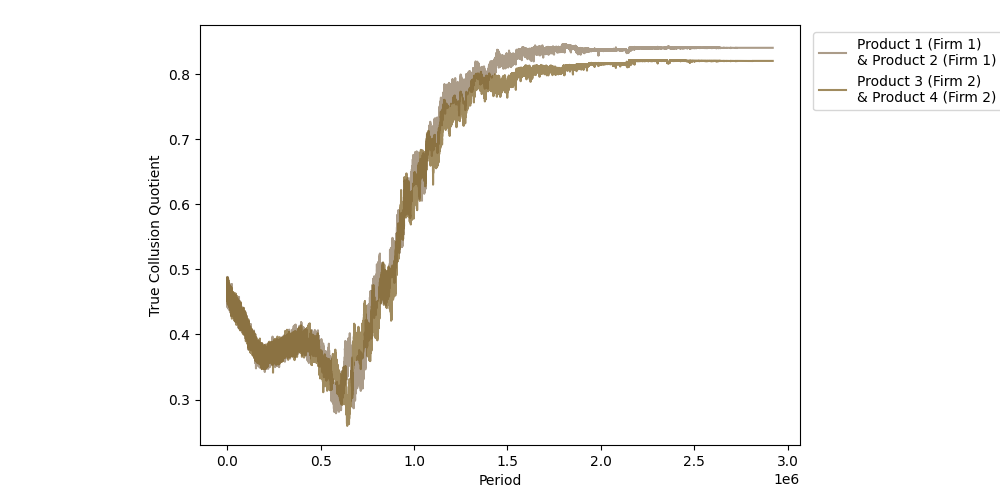 0.8
0.7
0.6
0.5
0.4
0.3
True Collusion Quotient
0.0
0.5
1.0
1.5
2.0
2.5
3.0
1e6
Period
Product 1 (Firm 1)
& Product 2 (Firm 1)
Product 3 (Firm 2)
& Product 4 (Firm 2)